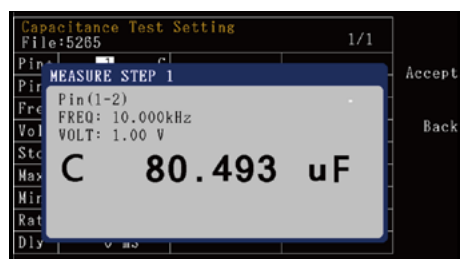 Capacitance Test Setting
File:5265 1/1
MEASURE STEP 1
Pin(1-2)
FREQ: 10.000kHz
VOLT: 1.00 V
C 80.493 uF
Accept
Back